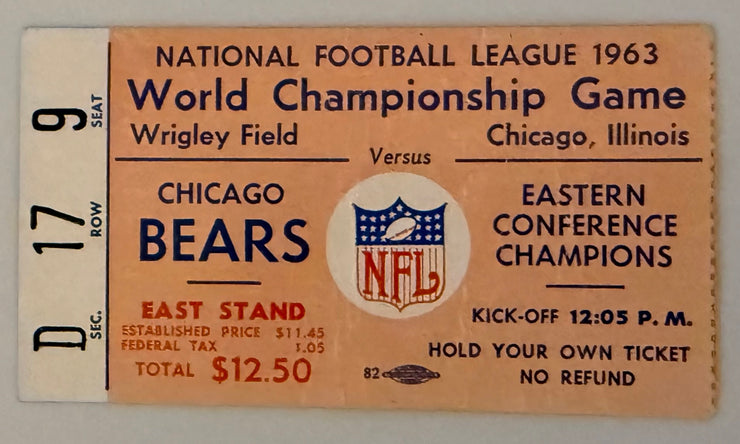 NATIONAL FOOTBALL LEAGUE 1963
World Championship Game
Wrigley Field Chicago, Illinois
Versus
CHICAGO
BEARS
EAST STAND
ESTABLISHED PRICE $11.45
FEDERAL TAX 1.05
TOTAL $12.50
NFL
82
EASTERN
CONFERENCE
CHAMPIONS
KICK-OFF 12:05 P. M.
HOLD YOUR OWN TICKET
NO REFUND
D SEC.
17 ROW
9 SEAT